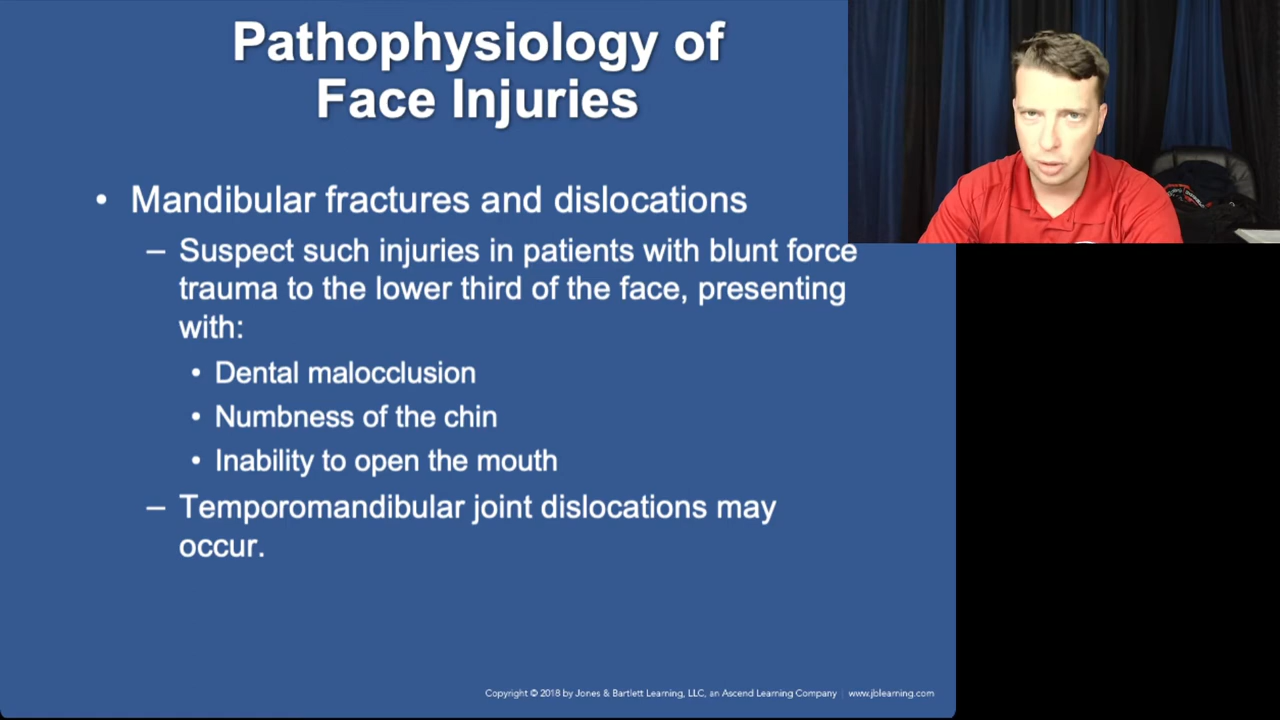 Pathophysiology of
Face Injuries
• Mandibular fractures and dislocations
– Suspect such injuries in patients with blunt force
trauma to the lower third of the face, presenting
with:
• Dental malocclusion
• Numbness of the chin
• Inability to open the mouth
– Temporomandibular joint dislocations may
occur.
Copyright © 2018 by Jones & Bartlett Learning, LLC, an Ascend Learning Company | www.jblearning.com